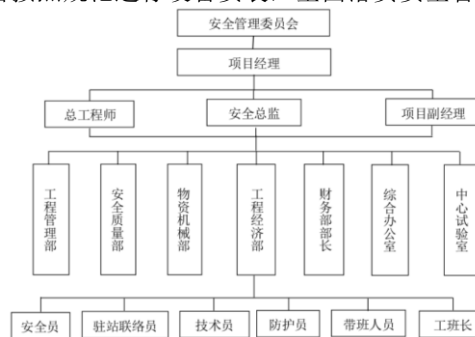 安全管理委员会
项目经理
总工程师 安全总监 项目副经理
工程管理部 安全质量部 物资机械部 工程经济部 财务部部长 综合办公室 中心试验室
安全员 驻站联络员 技术员 防护员 带班人员 工班长